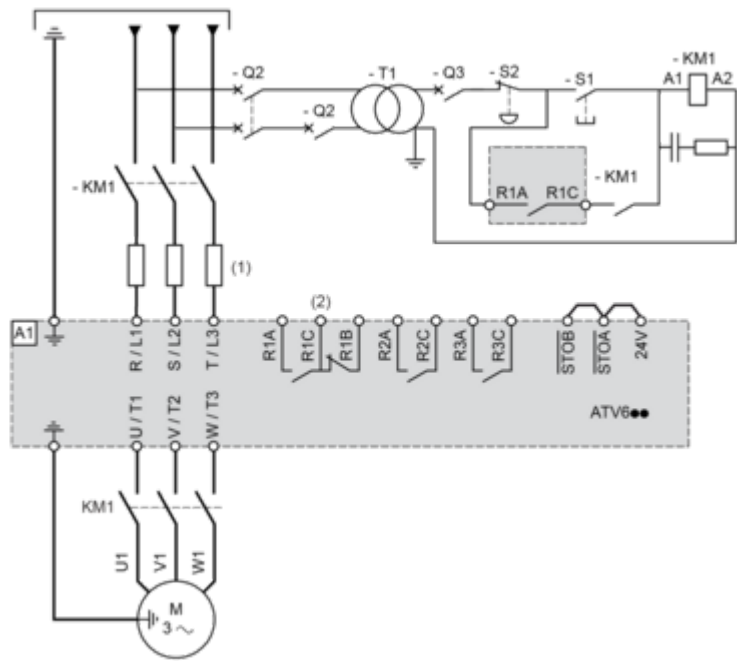 - Q2
- T1
- Q3
- S2
- S1
- KM1
A1
A2
- Q2
- KM1
R1A
R1C
- KM1
(1)
(2)
A1
R / L1
S / L2
T / L3
R1A
R1C
R1B
R2A
R2C
R3A
R3C
STOB
STOA
24V
U / T1
V / T2
W / T3
ATV6●●
KM1
U1
V1
W1
M
3 ~